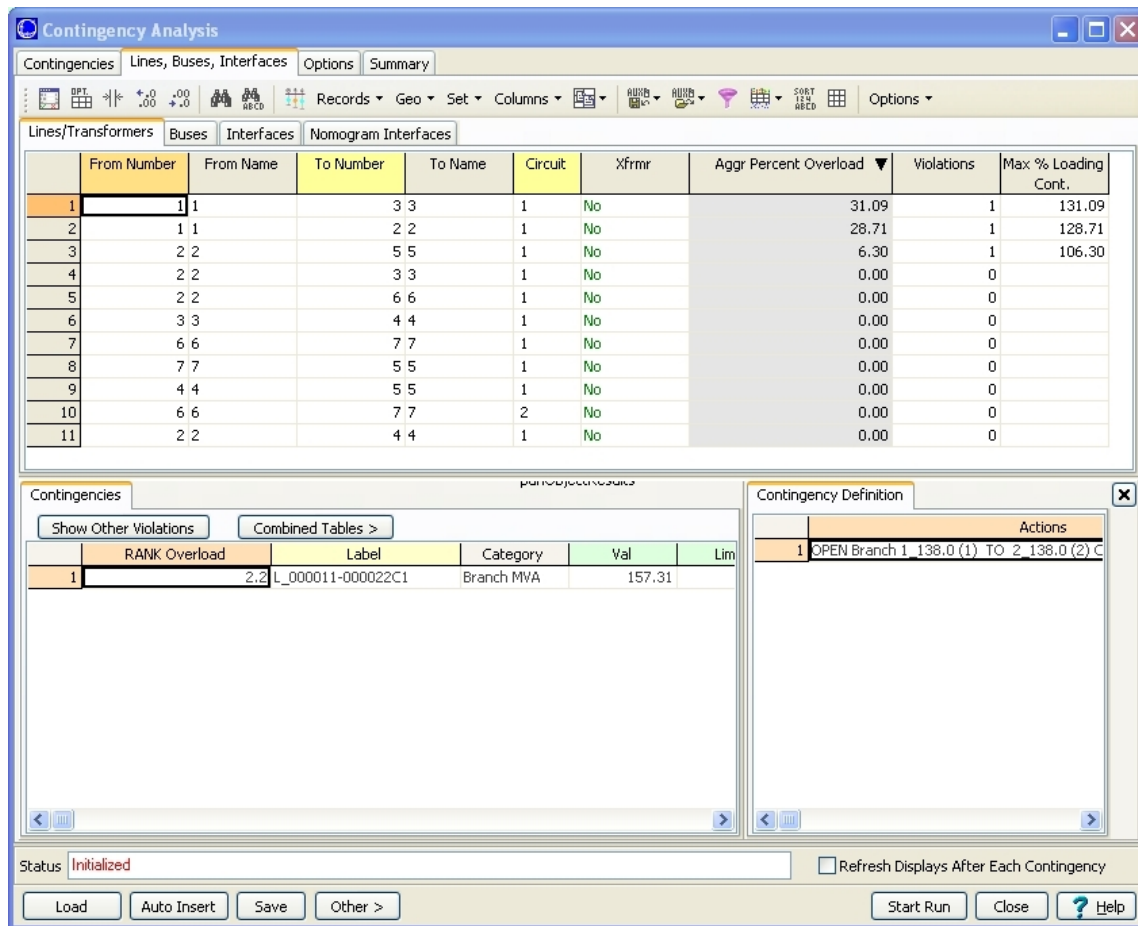 Contingency Analysis
Contingencies Lines, Buses, Interfaces Options Summary
Records Geo Set Columns Options
Lines/Transformers Buses Interfaces Nomogram Interfaces
From Number From Name To Number To Name Circuit Xfrmr Aggr Percent Overload Violations Max % Loading Cont.
1 1 1 3 3 1 No 31.09 1 131.09
2 1 1 2 2 1 No 28.71 1 128.71
3 2 2 5 5 1 No 6.30 1 106.30
4 2 2 3 3 1 No 0.00 0
5 2 2 6 6 1 No 0.00 0
6 3 3 4 4 1 No 0.00 0
7 6 6 7 7 1 No 0.00 0
8 7 7 5 5 1 No 0.00 0
9 4 4 5 5 1 No 0.00 0
10 6 6 7 7 2 No 0.00 0
11 2 2 4 4 1 No 0.00 0
Contingencies
Show Other Violations Combined Tables >
RANK Overload Label Category Val Lim
1 2.2 L_000011-000022C1 Branch MVA 157.31
Contingency Definition
Actions
1 OPEN Branch 1_138.0 (1) TO 2_138.0 (2) C
Status Initialized
Refresh Displays After Each Contingency
Load Auto Insert Save Other > Start Run Close ? Help